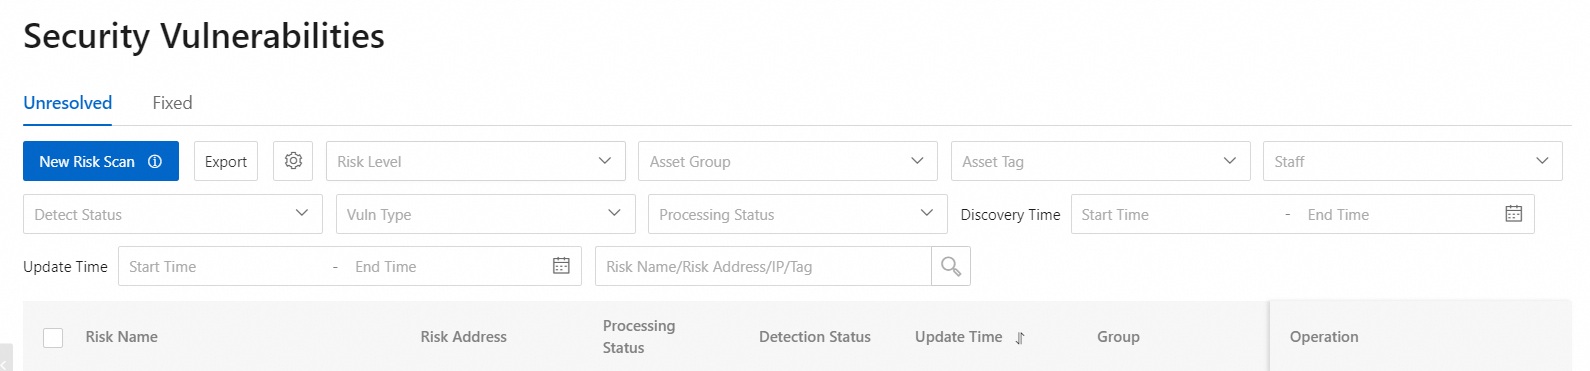 Security Vulnerabilities
Unresolved Fixed
New Risk Scan Export Risk Level Asset Group Asset Tag Staff
Detect Status Vuln Type Processing Status Discovery Time Start Time - End Time
Update Time Start Time - End Time Risk Name/Risk Address/IP/Tag
Risk Name Risk Address Processing Status Detection Status Update Time Group Operation